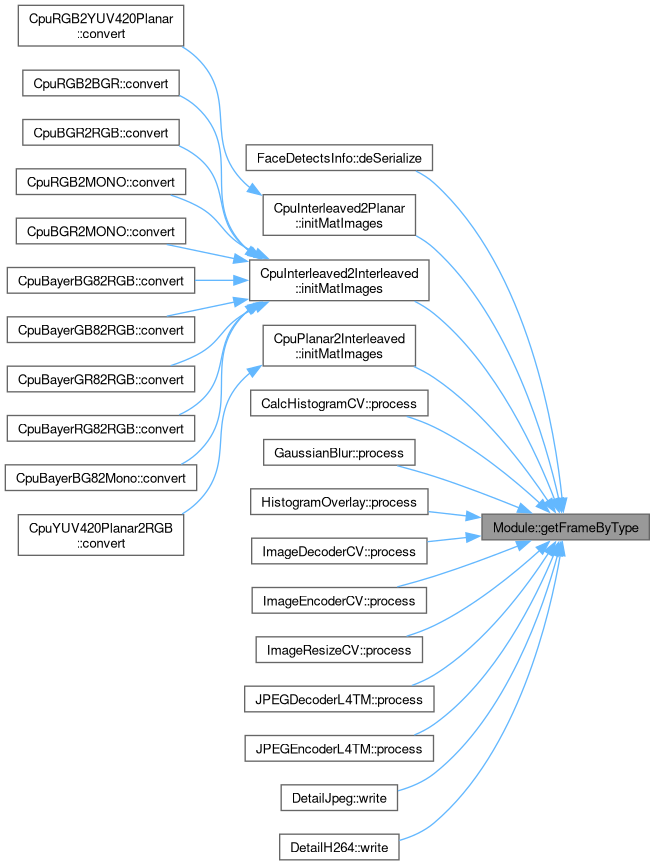 CpuRGB2YUV420Planar
::convert
CpuRGB2BGR::convert
CpuBGR2RGB::convert
CpuRGB2MONO::convert
CpuBGR2MONO::convert
CpuBayerBG82RGB::convert
CpuBayerGB82RGB::convert
CpuBayerGR82RGB::convert
CpuBayerRG82RGB::convert
CpuBayerBG82Mono::convert
CpuYUV420Planar2RGB
::convert
FaceDetectsInfo::deSerialize
CpuInterleaved2Planar
::initMatImages
CpuInterleaved2Interleaved
::initMatImages
CpuPlanar2Interleaved
::initMatImages
CalcHistogramCV::process
GaussianBlur::process
HistogramOverlay::process
ImageDecoderCV::process
ImageEncoderCV::process
ImageResizeCV::process
JPEGDecoderL4TM::process
JPEGEncoderL4TM::process
DetailJpeg::write
DetailH264::write
Module::getFrameByType